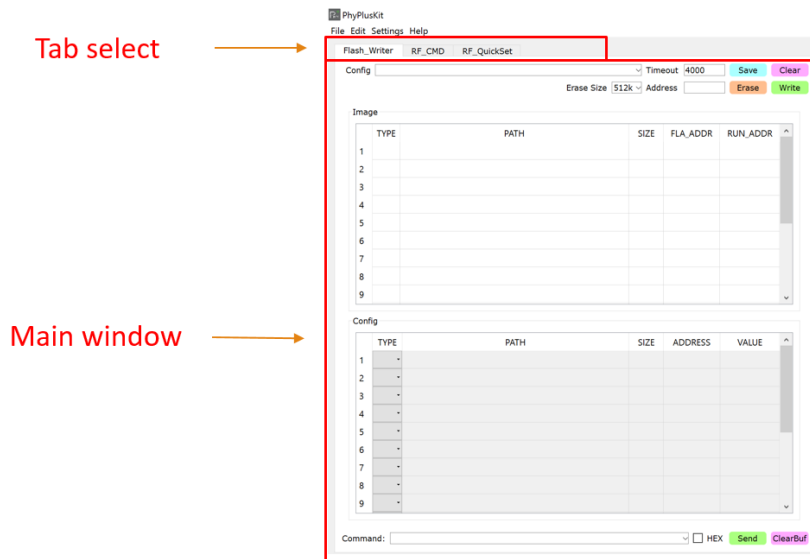 PhyPlusKit
File Edit Settings Help
Tab select
Flash_Writer RF_CMD RF_QuickSet
Config Timeout 4000 Save Clear
Erase Size 512k Address Erase Write
Image
TYPE PATH SIZE FLA_ADDR RUN_ADDR
1
2
3
4
5
6
7
8
9
Main window
Config
TYPE PATH SIZE ADDRESS VALUE
1
2
3
4
5
6
7
8
9
Command: HEX Send ClearBuf